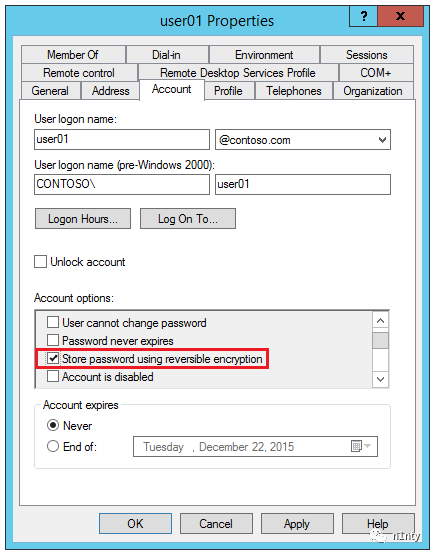 user01 Properties
?
X
Member Of Dial-in Environment Sessions
Remote control Remote Desktop Services Profile COM+
General Address Account Profile Telephones Organization
User logon name:
user01 @contoso.com
User logon name (pre-Windows 2000):
CONTOSO\ user01
Logon Hours... Log On To...
Unlock account
Account options:
User cannot change password
Password never expires
Store password using reversible encryption
Account is disabled
Account expires
Never
End of: Tuesday , December 22, 2015
OK Cancel Apply Help
n1nty